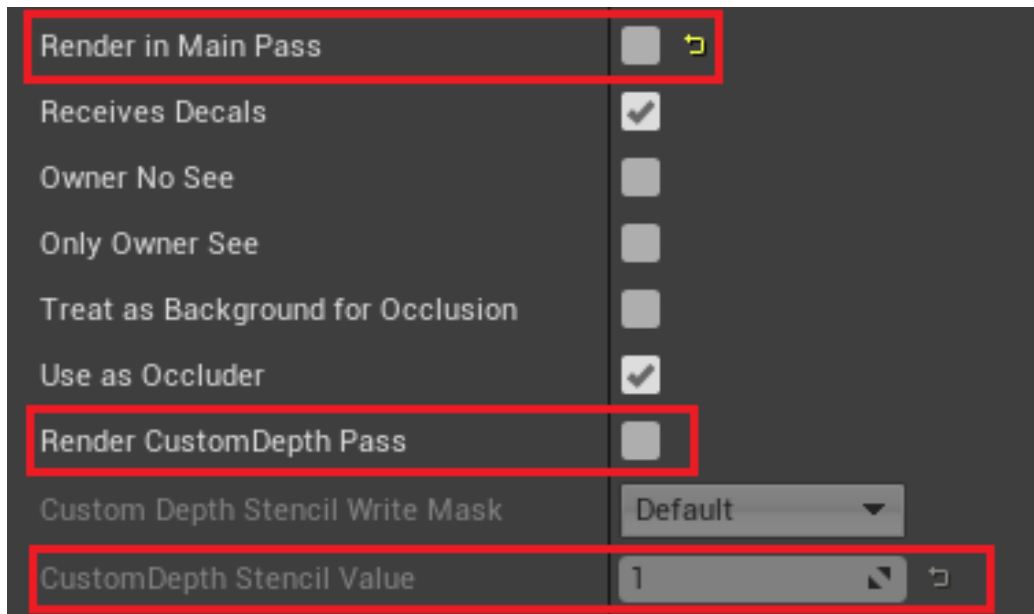 Render in Main Pass
Receives Decals
Owner No See
Only Owner See
Treat as Background for Occlusion
Use as Occluder
Render CustomDepth Pass
Custom Depth Stencil Write Mask Default
CustomDepth Stencil Value 1